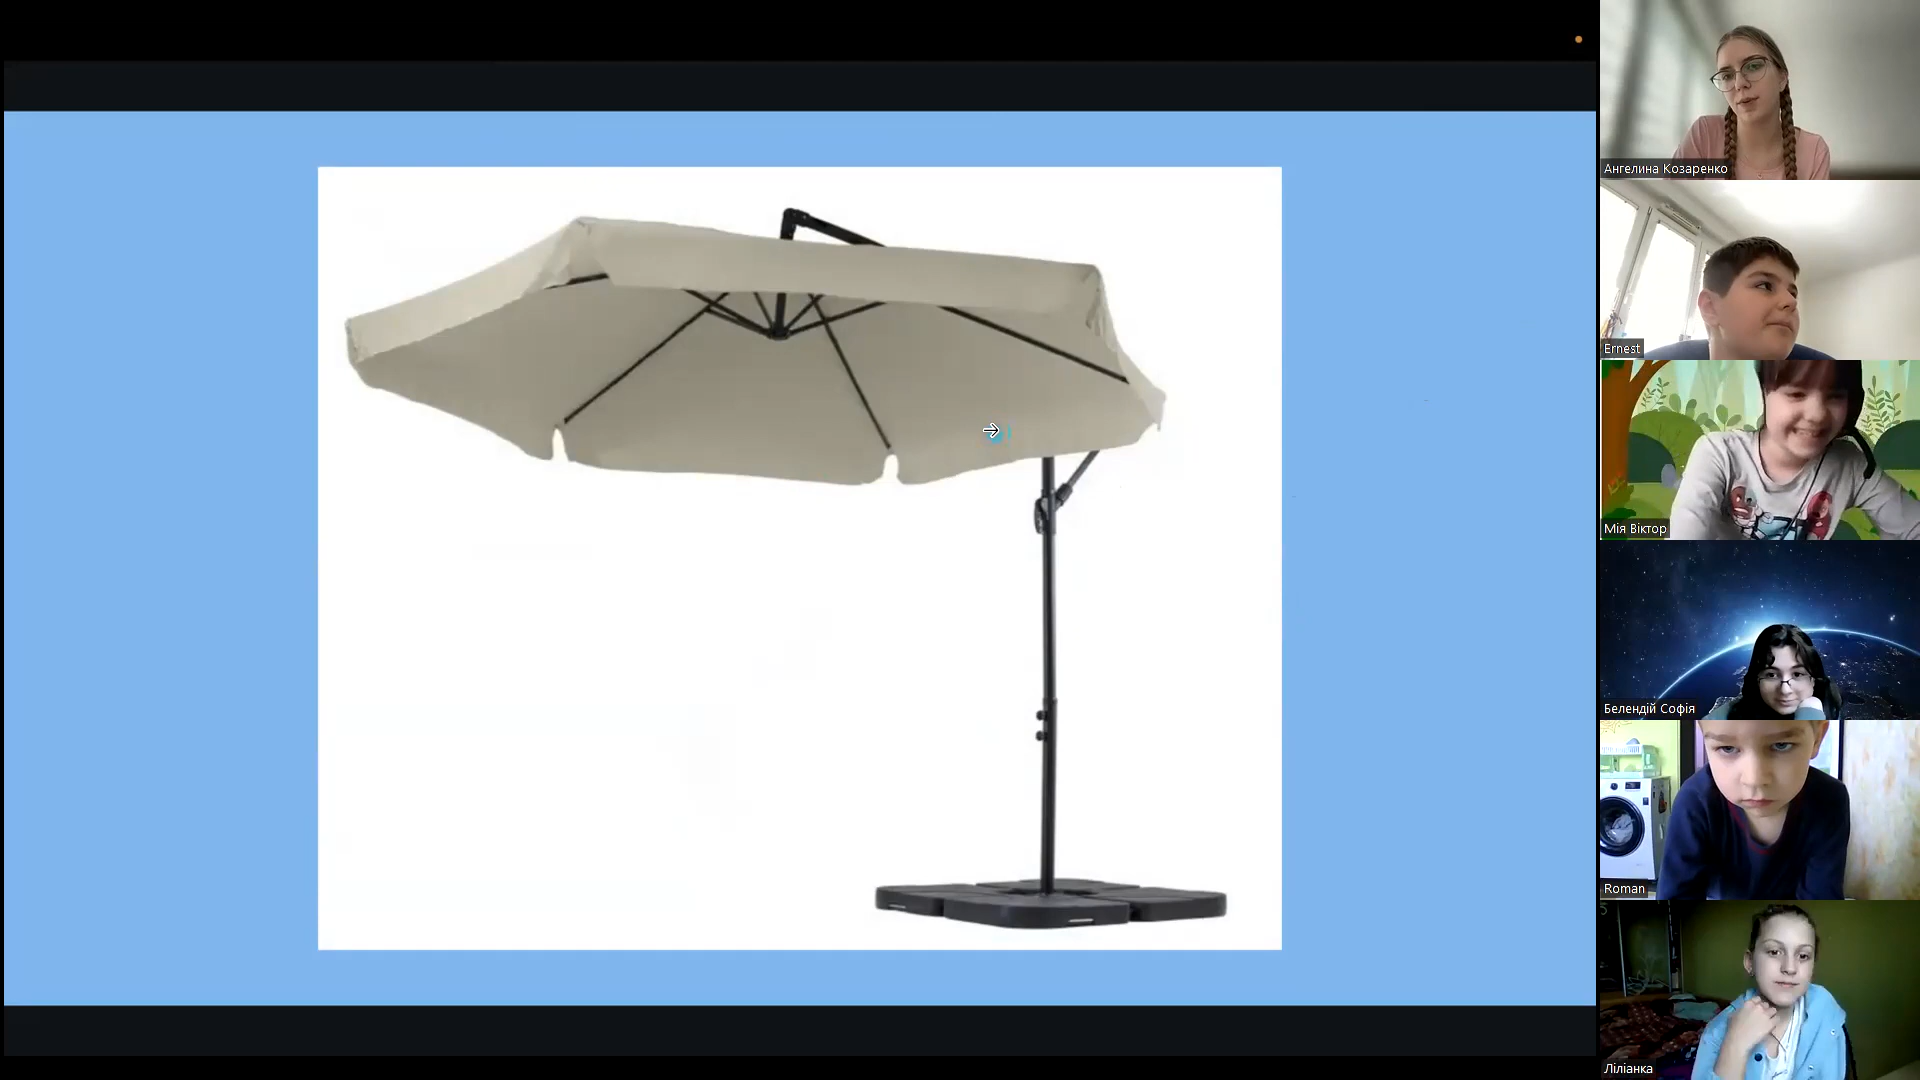 Ангелина Козаренко
Ernest
Мія Віктор
Белендій Софія
Roman
Ліліанка